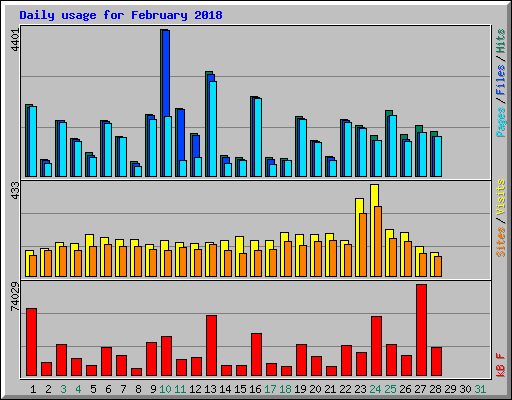 Daily usage for February 2018
4401
Pages / Files / Hits
433
Sites / Visits
74029
kB F
1 2 3 4 5 6 7 8 9 10 11 12 13 14 15 16 17 18 19 20 21 22 23 24 25 26 27 28 29 30 31